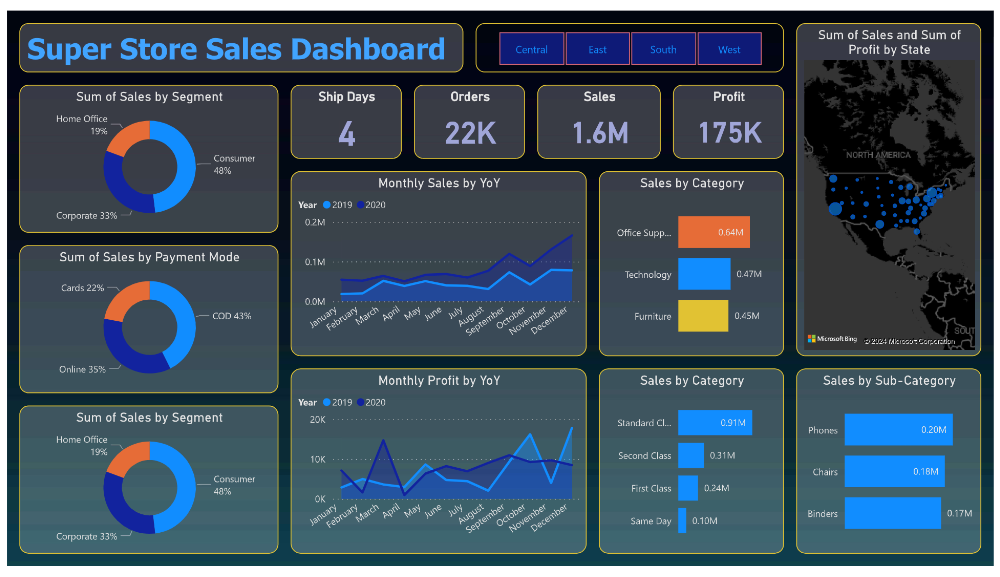 Super Store Sales Dashboard
Central
East
South
West
Sum of Sales and Sum of
Profit by State
Sum of Sales by Segment
Home Office
19%
Consumer
48%
Corporate 33%
Ship Days
4
Orders
22K
Sales
1.6M
Profit
175K
NORTH AMERICA
SOUT
Microsoft Bing
© 2024 Microsoft Corporation
Monthly Sales by YoY
Year 2019 2020
0.2M
0.1M
0.0M
January
February
March
April
May
June
July
August
September
October
November
December
Sales by Category
Office Supp...
0.64M
Technology
0.47M
Furniture
0.45M
Sum of Sales by Payment Mode
Cards 22%
COD 43%
Online 35%
Monthly Profit by YoY
Year 2019 2020
20K
10K
0K
January
February
March
April
May
June
July
August
September
October
November
December
Sales by Category
Standard Cl...
0.91M
Second Class
0.31M
First Class
0.24M
Same Day
0.10M
Sales by Sub-Category
Phones
0.20M
Chairs
0.18M
Binders
0.17M
Sum of Sales by Segment
Home Office
19%
Consumer
48%
Corporate 33%